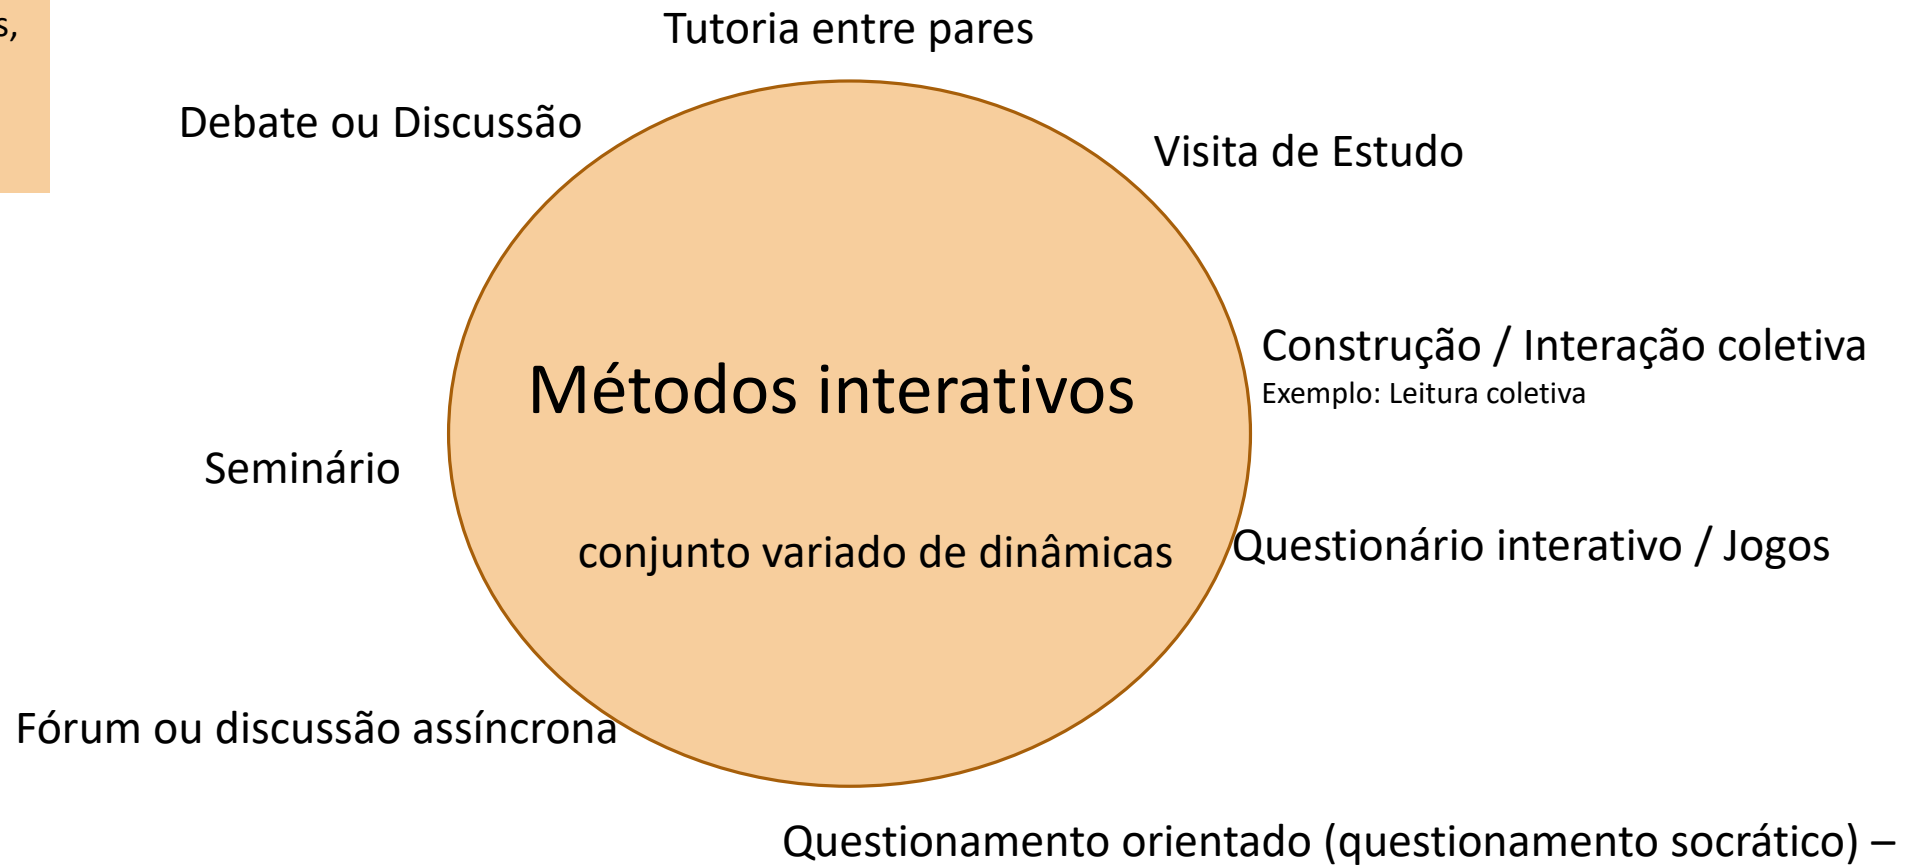 s,
Tutoria entre pares
Debate ou Discussão
Visita de Estudo
Construção / Interação coletiva
Exemplo: Leitura coletiva
Métodos interativos
Seminário
conjunto variado de dinâmicas
Questionário interativo / Jogos
Fórum ou discussão assíncrona
Questionamento orientado (questionamento socrático) –